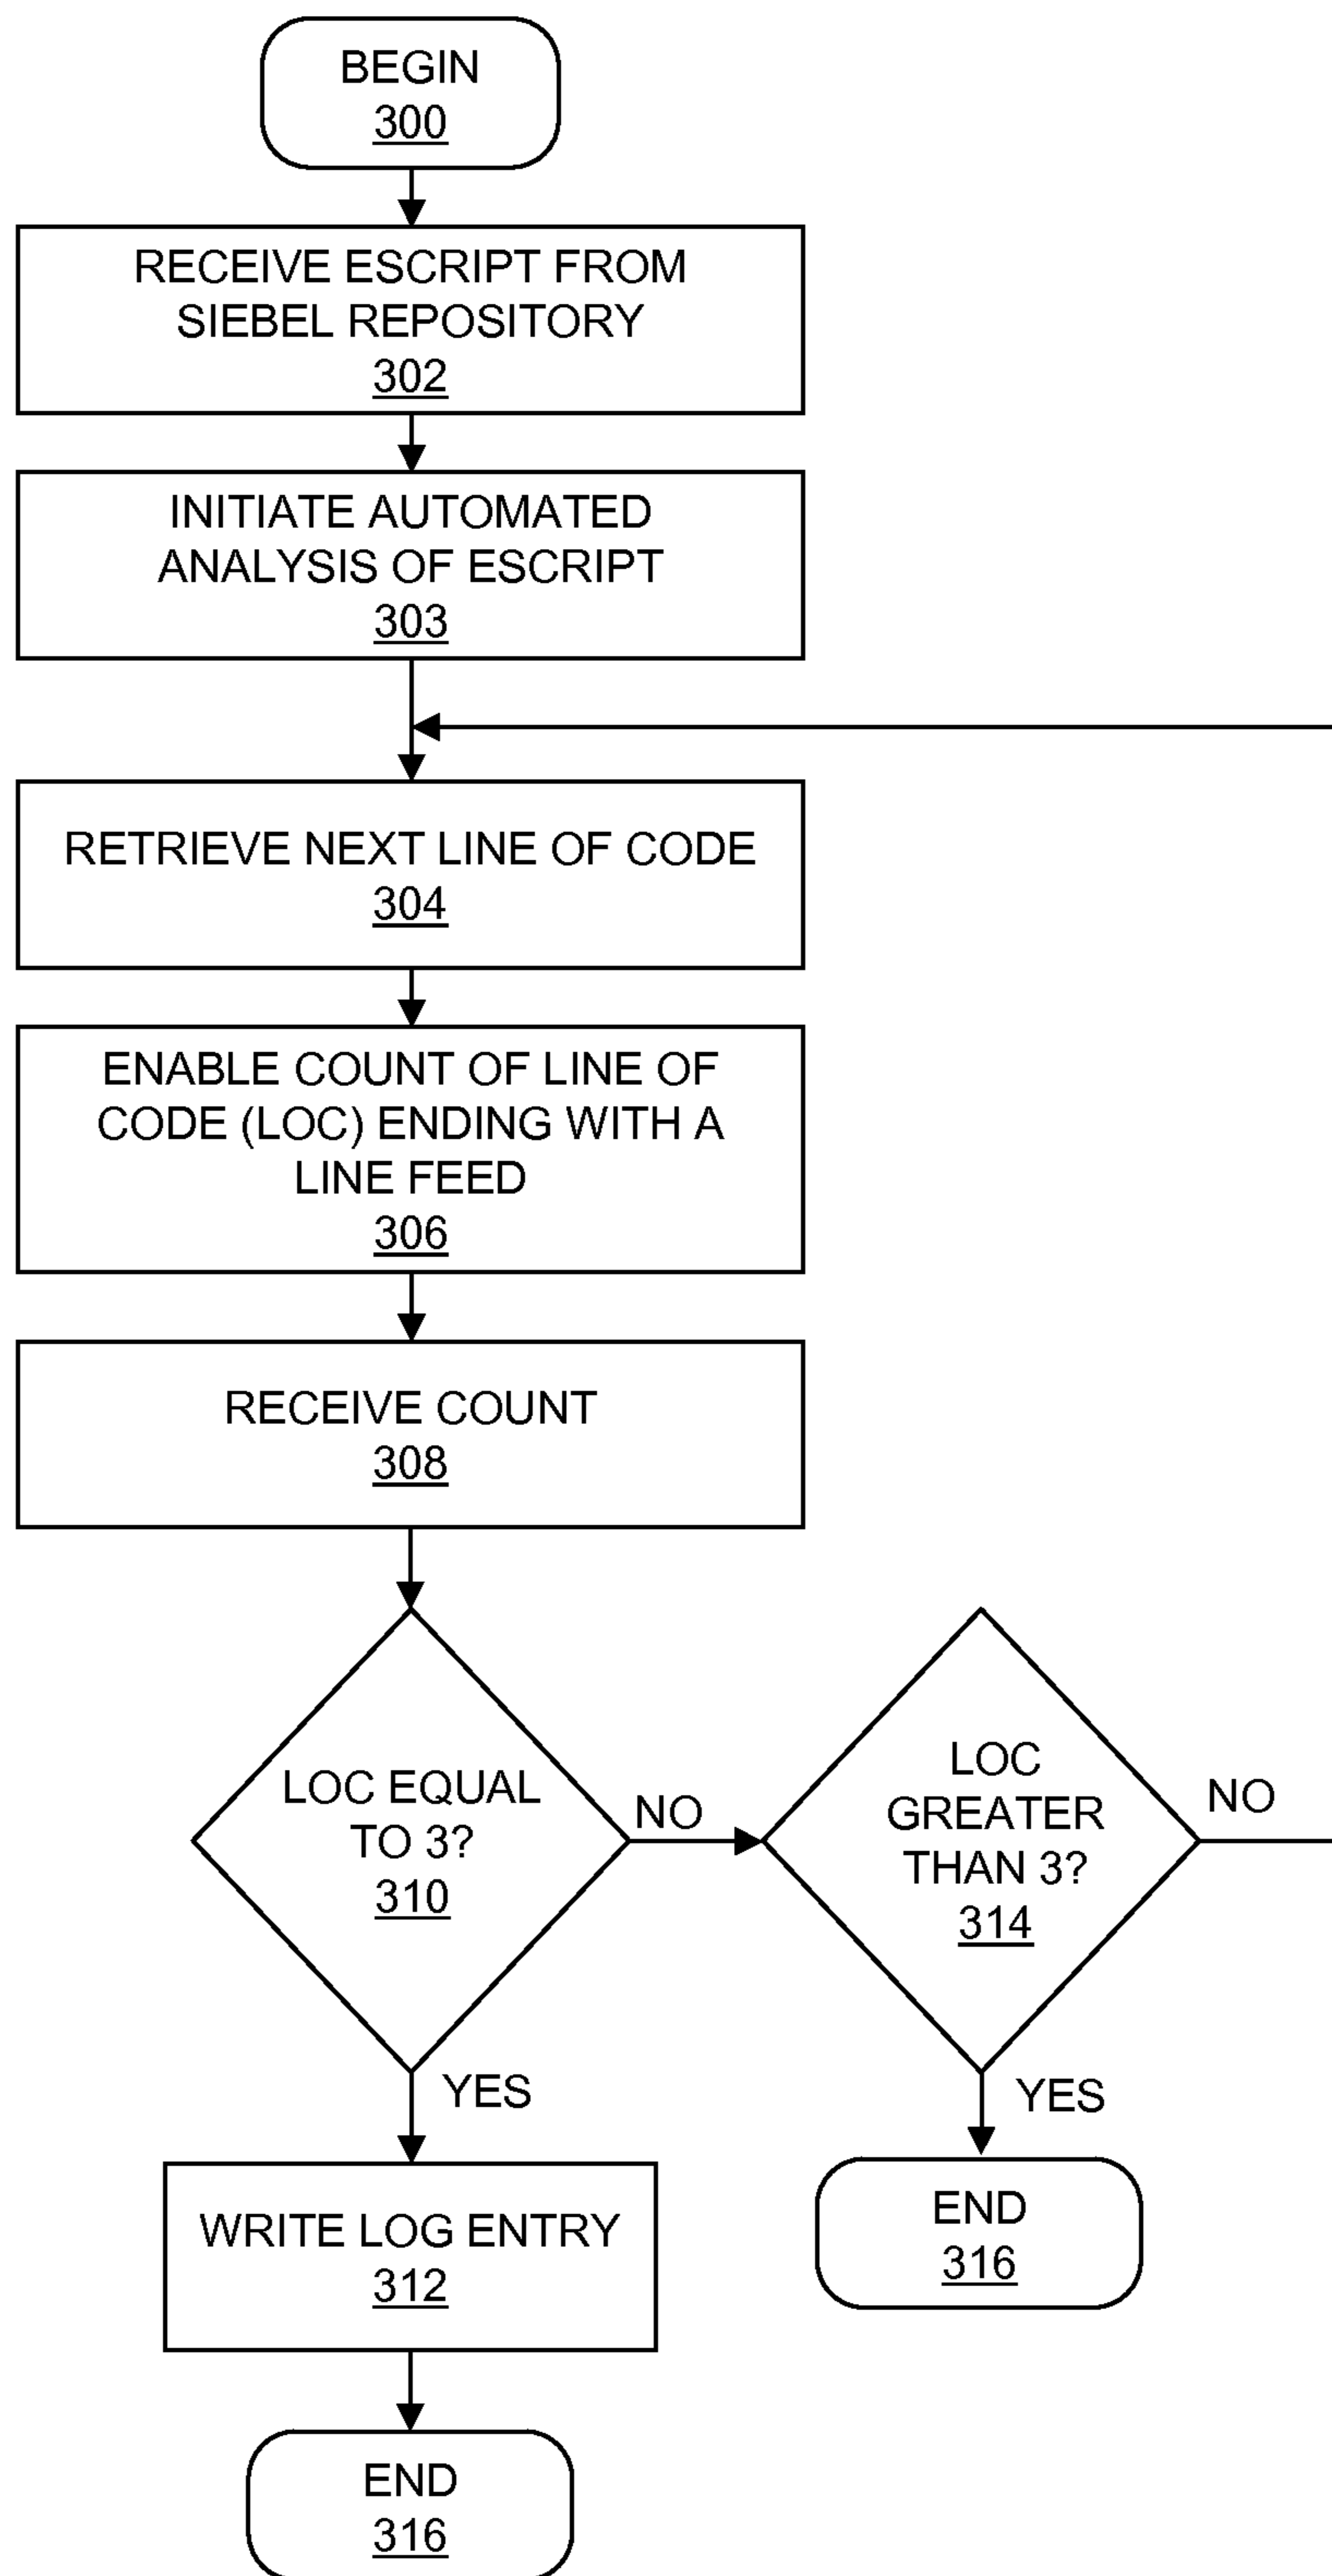 BEGIN
300
RECEIVE ESCRIPT FROM
SIEBEL REPOSITORY
302
INITIATE AUTOMATED
ANALYSIS OF ESCRIPT
303
RETRIEVE NEXT LINE OF CODE
304
ENABLE COUNT OF LINE OF
CODE (LOC) ENDING WITH A
LINE FEED
306
RECEIVE COUNT
308
LOC EQUAL
TO 3?
310
NO
LOC
GREATER
THAN 3?
314
NO
YES
YES
WRITE LOG ENTRY
312
END
316
END
316